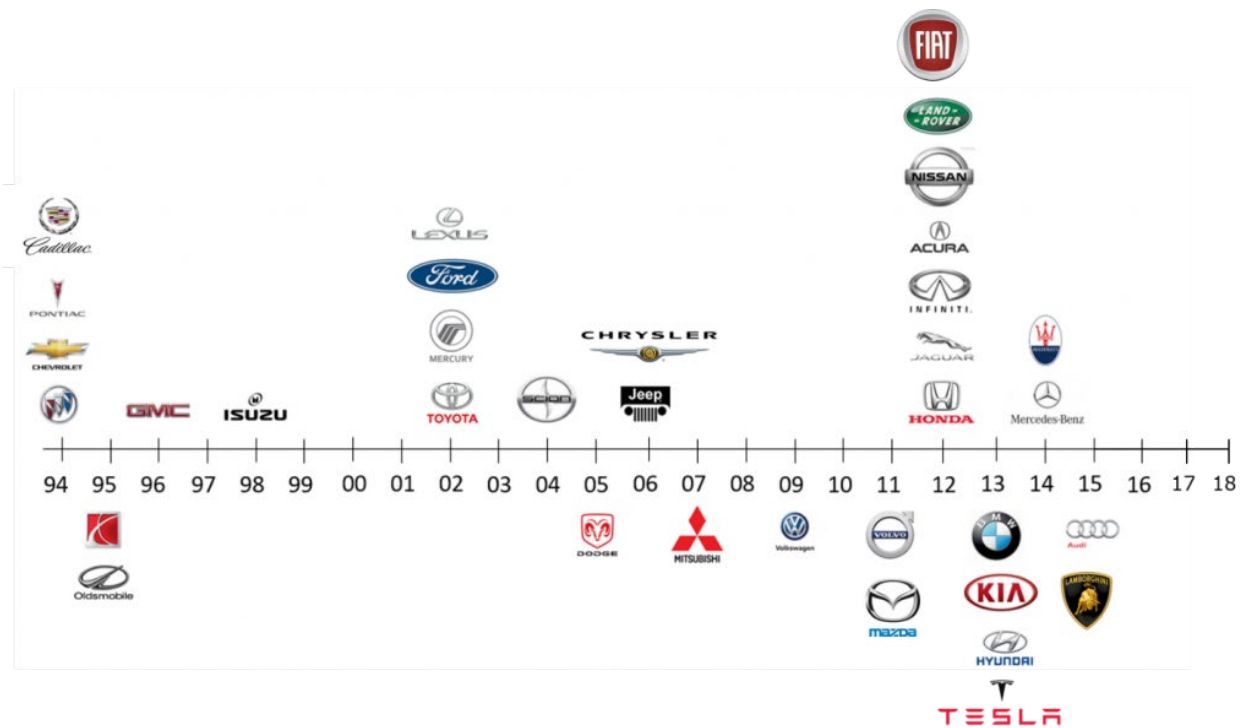 FIAT
LAND-
-ROVER
NISSAN
Cadillac
LEXUS
ACURA
Ford
INFINITI.
PONTIAC
CHEVROLET
MERCURY
CHRYSLER
JAGUAR
GMC
ISUZU
TOYOTA
SCION
Jeep
HONDA
Mercedes-Benz
94 95 96 97 98 99 00 01 02 03 04 05 06 07 08 09 10 11 12 13 14 15 16 17 18
Oldsmobile
DODGE
MITSUBISHI
Volkswagen
VOLVO
BMW
Audi
mazda
KIA
LAMBORGHINI
HYUNDAI
TESLA